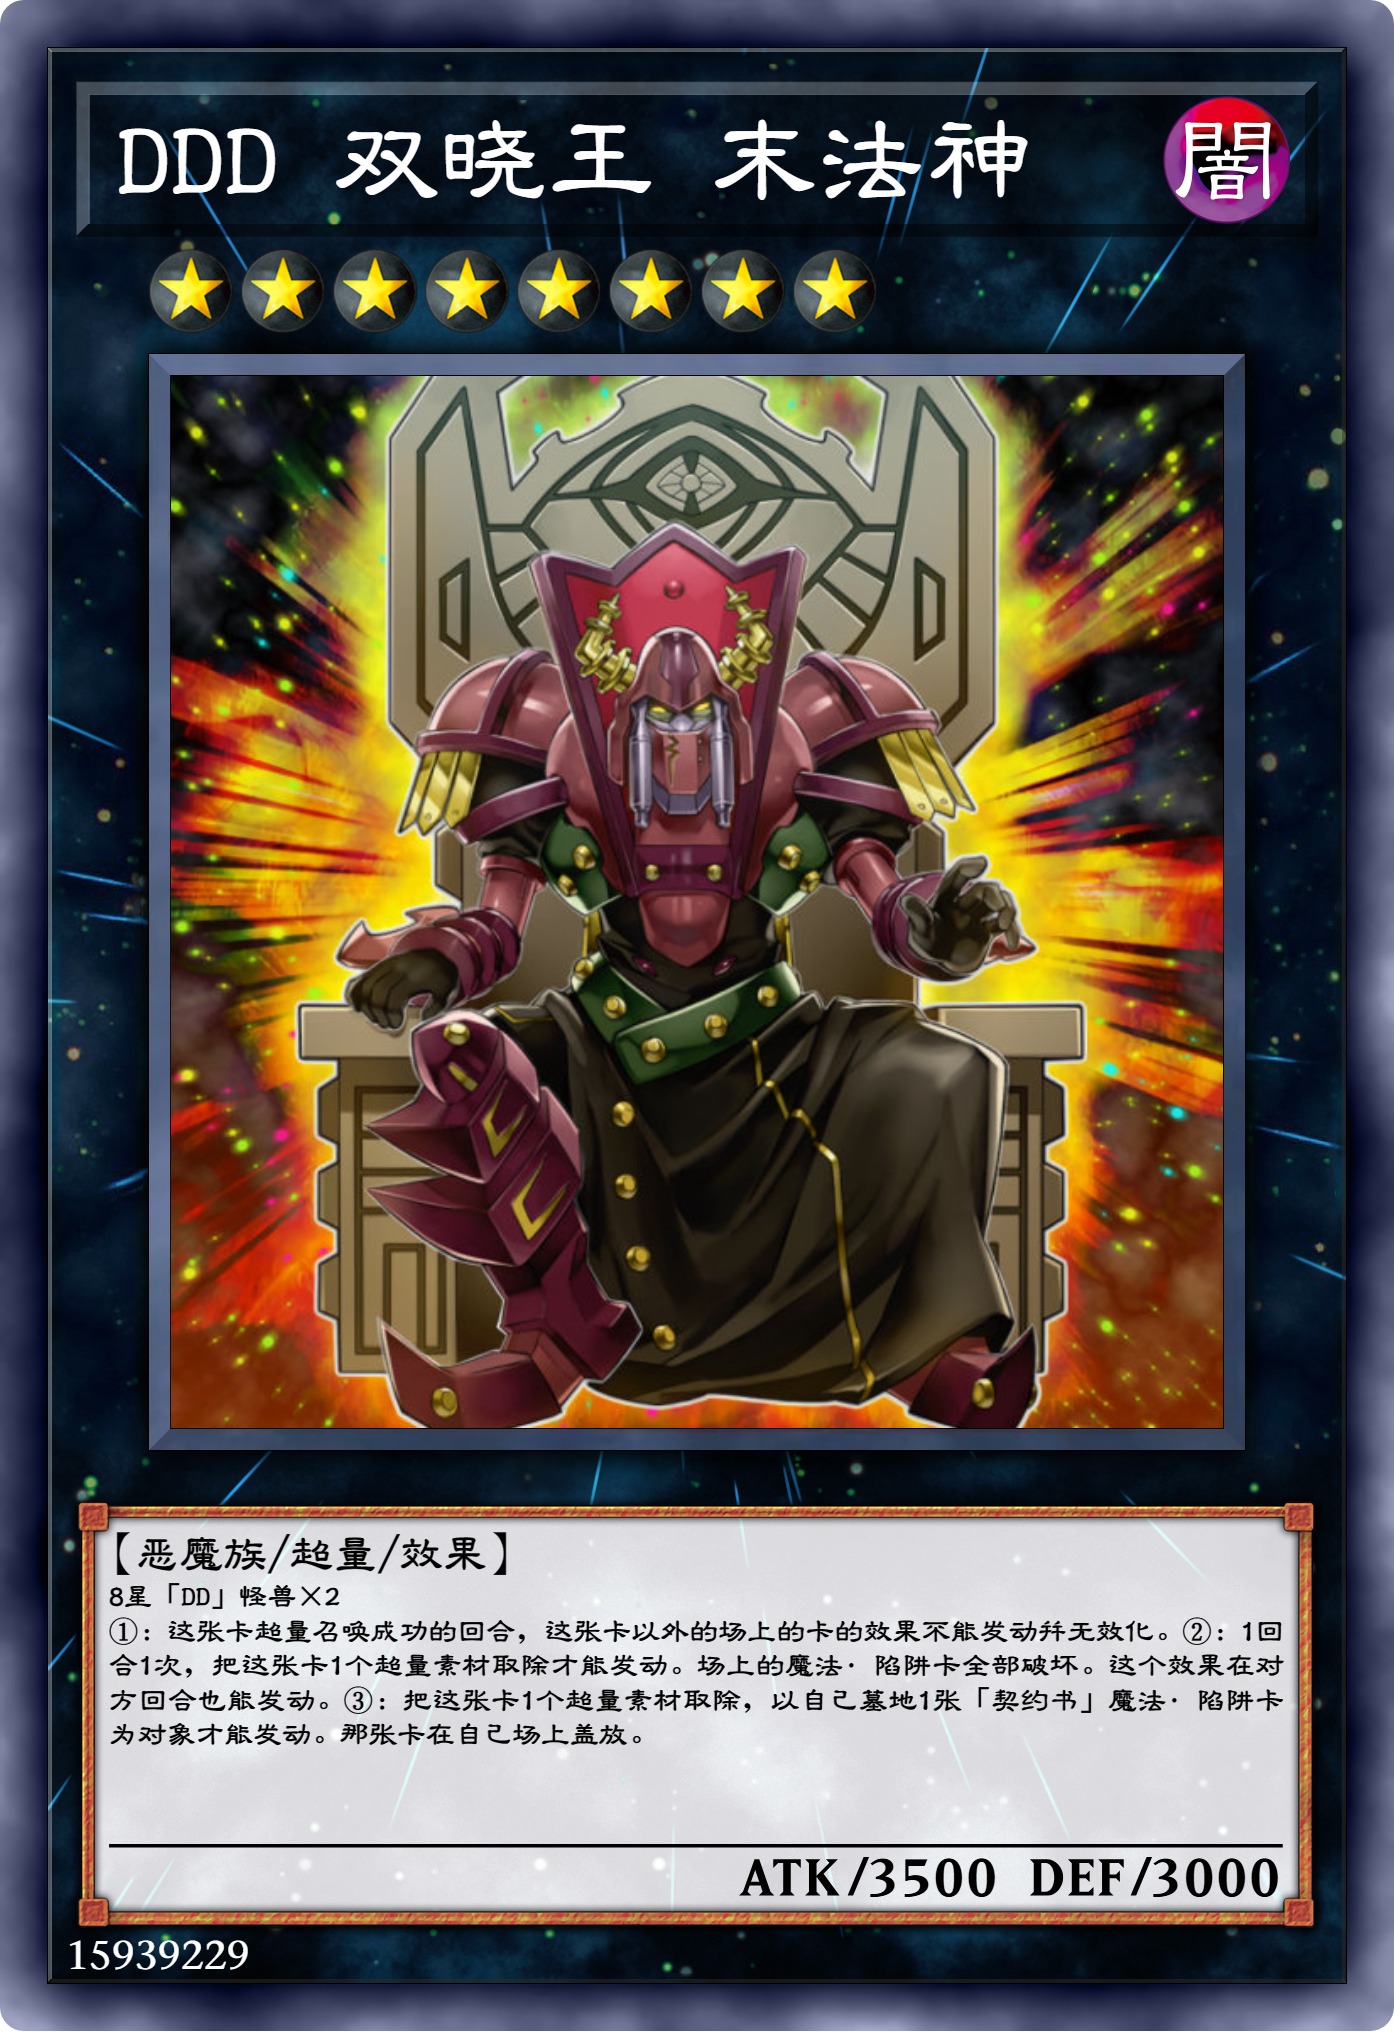 DDD 双晓王 末法神
闇
【恶魔族/超量/效果】
8星「DD」怪兽×2
①：这张卡超量召唤成功的回合，这张卡以外的场上的卡的效果不能发动并无效化。②：1回
合1次，把这张卡1个超量素材取除才能发动。场上的魔法·陷阱卡全部破坏。这个效果在对
方回合也能发动。③：把这张卡1个超量素材取除，以自己墓地1张「契约书」魔法·陷阱卡
为对象才能发动。那张卡在自己场上盖放。
ATK/3500 DEF/3000
15939229